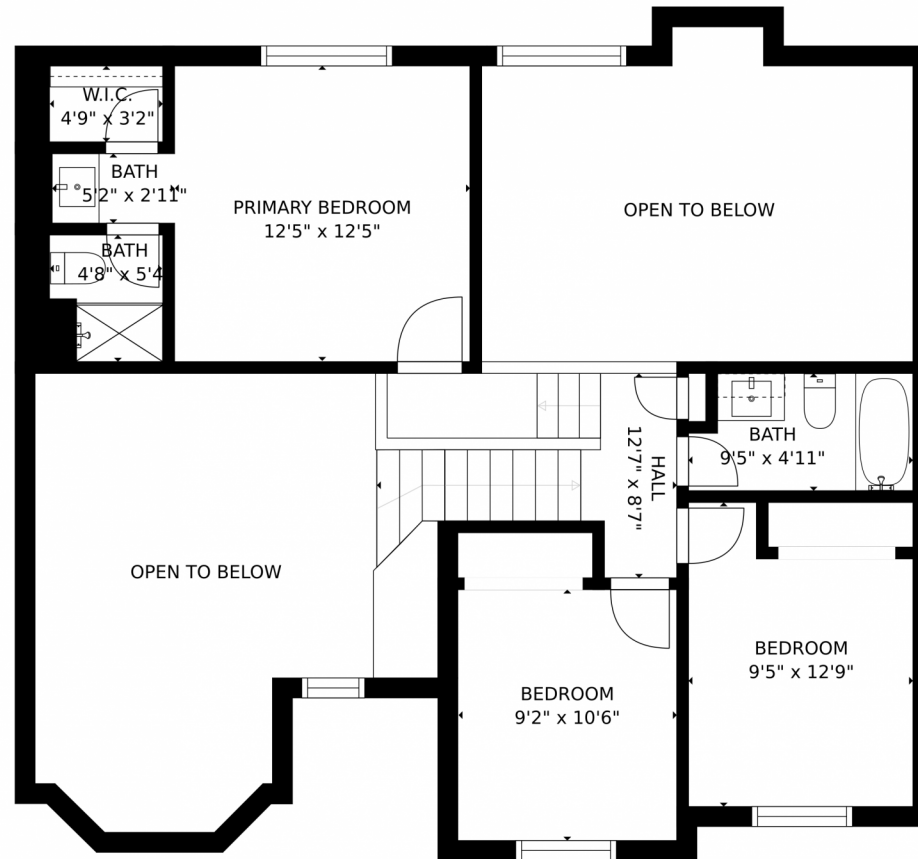 W.I.C.
4'9" x 3'2"
BATH
5'2" x 2'11"
PRIMARY BEDROOM
12'5" x 12'5"
OPEN TO BELOW
BATH
4'8" x 5'4
HALL
12'7" x 8'7"
BATH
9'5" x 4'11"
OPEN TO BELOW
BEDROOM
9'2" x 10'6"
BEDROOM
9'5" x 12'9"